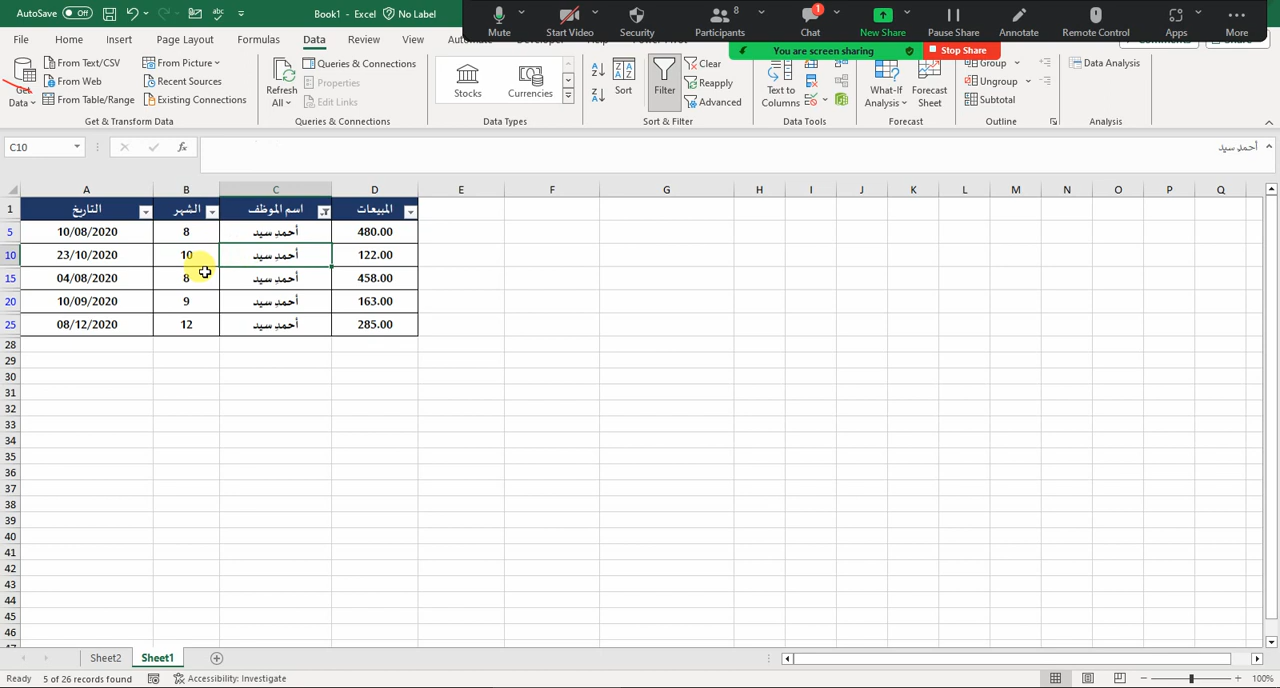 AutoSave Off Book1 - Excel No Label
Mute Start Video Security Participants 8 Chat 1 New Share Pause Share Annotate Remote Control Apps More
You are screen sharing Stop Share
File Home Insert Page Layout Formulas Data Review View
Get Data
From Text/CSV
From Web
From Table/Range
From Picture
Recent Sources
Existing Connections
Get & Transform Data
Refresh All
Queries & Connections
Properties
Edit Links
Queries & Connections
Stocks Currencies
Data Types
Sort Filter
Clear
Reapply
Advanced
Sort & Filter
Text to Columns
Data Tools
What-If Analysis
Forecast Sheet
Forecast
Group
Ungroup
Subtotal
Outline
Data Analysis
Analysis
C10 fx أحمد سيد
A B C D E F G H I J K L M N O P Q
1 التاريخ الشهر اسم الموظف المبيعات
5 10/08/2020 8 أحمد سيد 480.00
10 23/10/2020 10 أحمد سيد 122.00
15 04/08/2020 8 أحمد سيد 458.00
20 10/09/2020 9 أحمد سيد 163.00
25 08/12/2020 12 أحمد سيد 285.00
28
29
30
31
32
33
34
35
36
37
38
39
40
41
42
43
44
45
46
Sheet2 Sheet1
Ready 5 of 26 records found Accessibility: Investigate 100%